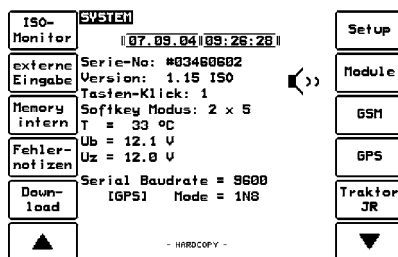 ISO-
Monitor
externe
Eingabe
Memory
intern
Fehler-
notizen
Down-
load
SYSTEM
07.09.04 09:26:28
Serie-No: #03460602
Version: 1.15 ISO
Tasten-Klick: 1
Softkey Modus: 2 x 5
T = 33 ºC
Ub = 12.1 V
Uz = 12.0 V
Serial Baudrate = 9600
[GPS] Mode = 1N8
- HARDCOPY -
Setup
Module
GSM
GPS
Traktor
JR